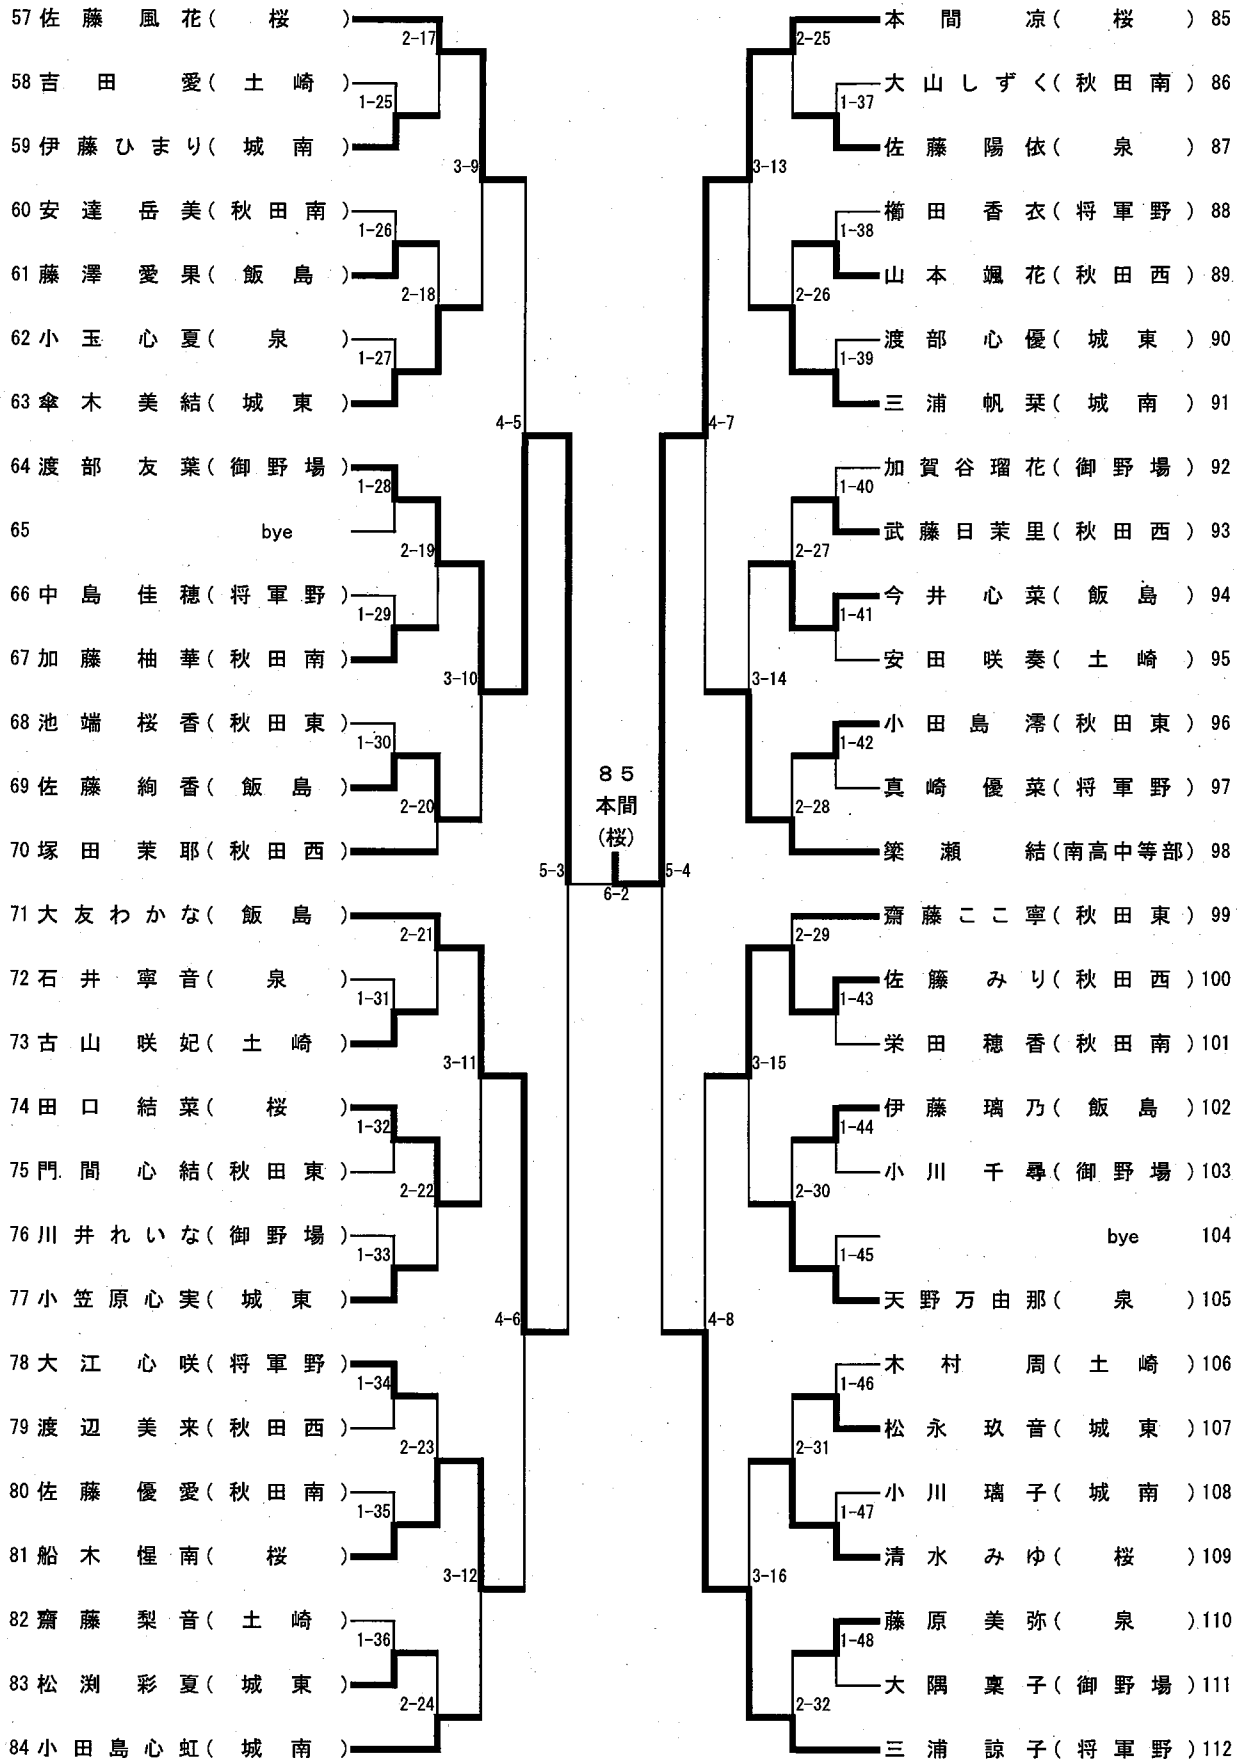 57 佐藤風花(桜)
2-17
58 吉田愛(土崎)
1-25
59 伊藤ひまり(城南)
3-9
60 安達岳美(秋田南)
1-26
61 藤澤愛果(飯島)
2-18
62 小玉心夏(泉)
1-27
63 傘木美結(城東)
4-5
64 渡部友葉(御野場)
1-28
65 bye
2-19
66 中島佳穂(将軍野)
1-29
67 加藤柚華(秋田南)
3-10
68 池端桜香(秋田東)
1-30
69 佐藤絢香(飯島)
2-20
70 塚田茉耶(秋田西)
5-3
71 大友わかな(飯島)
2-21
72 石井寧音(泉)
1-31
73 古山咲妃(土崎)
3-11
74 田口結菜(桜)
1-32
75 門間心結(秋田東)
2-22
76 川井れいな(御野場)
1-33
77 小笠原心実(城東)
4-6
78 大江心咲(将軍野)
1-34
79 渡辺美来(秋田西)
2-23
80 佐藤優愛(秋田南)
1-35
81 船木惺南(桜)
3-12
82 齋藤梨音(土崎)
1-36
83 松渕彩夏(城東)
2-24
84 小田島心虹(城南)
85
本間
(桜)
6-2
本間涼(桜) 85
2-25
大山しずく(秋田南) 86
1-37
佐藤陽依(泉) 87
3-13
櫛田香衣(将軍野) 88
1-38
山本颯花(秋田西) 89
2-26
渡部心優(城東) 90
1-39
三浦帆栞(城南) 91
4-7
加賀谷瑠花(御野場) 92
1-40
武藤日茉里(秋田西) 93
2-27
今井心菜(飯島) 94
1-41
安田咲奏(土崎) 95
3-14
小田島澪(秋田東) 96
1-42
真崎優菜(将軍野) 97
2-28
簗瀬結(南高中等部) 98
5-4
齋藤ここ寧(秋田東) 99
2-29
佐籐みり(秋田西) 100
1-43
栄田穂香(秋田南) 101
3-15
伊藤璃乃(飯島) 102
1-44
小川千尋(御野場) 103
2-30
bye 104
1-45
天野万由那(泉) 105
4-8
木村周(土崎) 106
1-46
松永玖音(城東) 107
2-31
小川璃子(城南) 108
1-47
清水みゆ(桜) 109
3-16
藤原美弥(泉) 110
1-48
大隅稟子(御野場) 111
2-32
三浦諒子(将軍野) 112